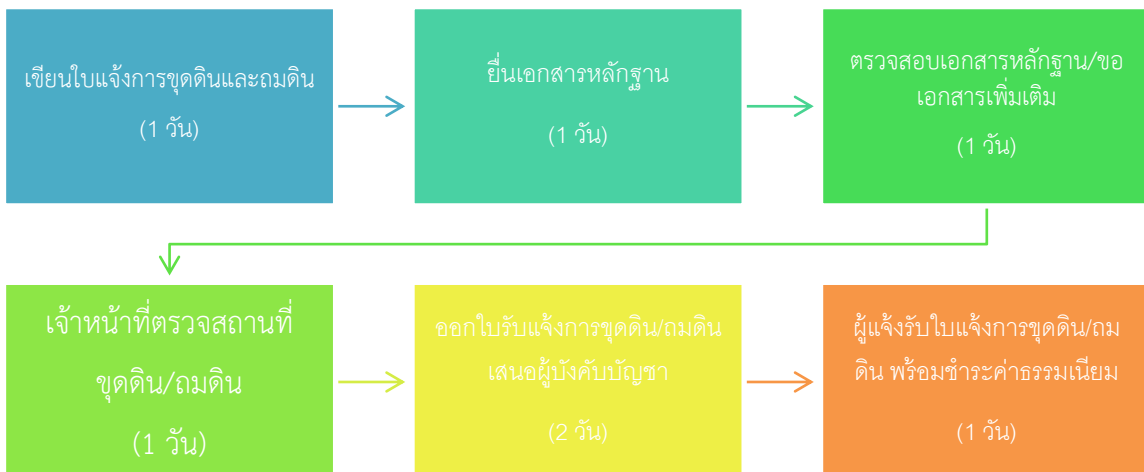 เขียนใบแจ้งการขุดดินและถมดิน
(1 วัน)
ยื่นเอกสารหลักฐาน
(1 วัน)
ตรวจสอบเอกสารหลักฐาน/ขอ
เอกสารเพิ่มเติม
(1 วัน)
เจ้าหน้าที่ตรวจสถานที่
ขุดดิน/ถมดิน
(1 วัน)
ออกใบรับแจ้งการขุดดิน/ถมดิน
เสนอผู้บังคับบัญชา
(2 วัน)
ผู้แจ้งรับใบแจ้งการขุดดิน/ถม
ดิน พร้อมชำระค่าธรรมเนียม
(1 วัน)